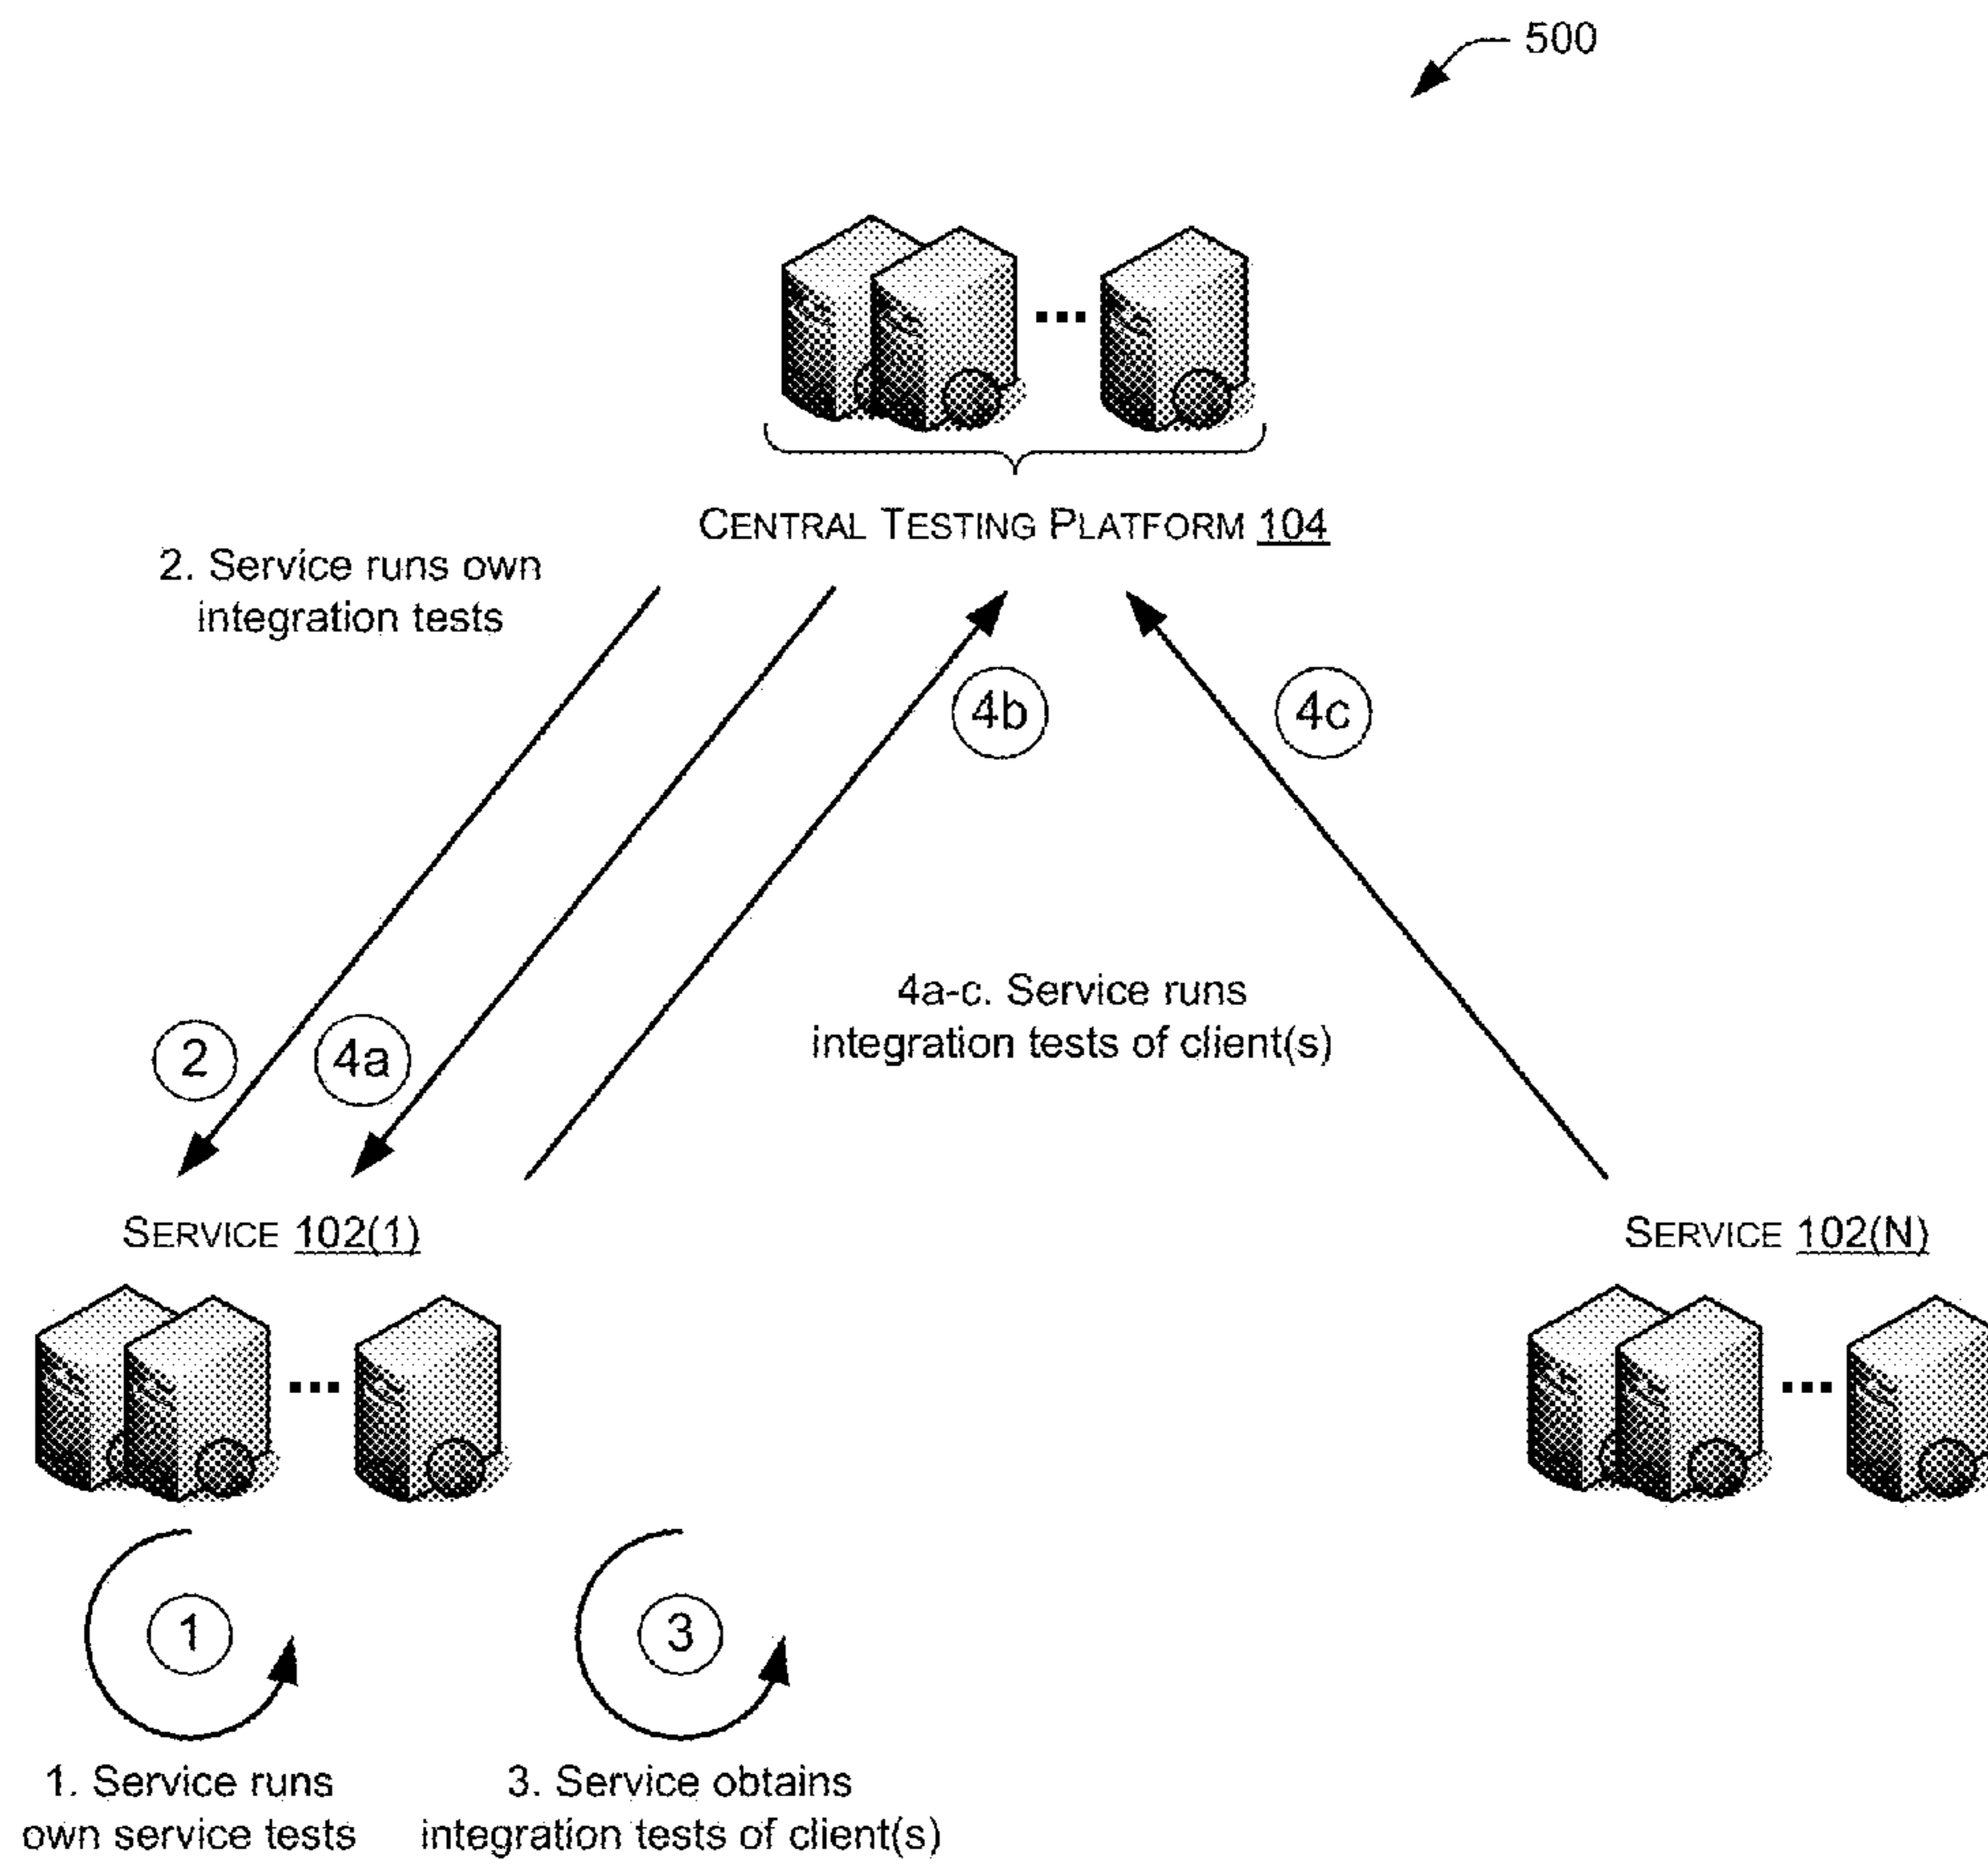 500
CENTRAL TESTING PLATFORM 104
2. Service runs own
integration tests
4b
4c
4a-c. Service runs
integration tests of client(s)
2
4a
SERVICE 102(1)
SERVICE 102(N)
1
3
1. Service runs
own service tests
3. Service obtains
integration tests of client(s)